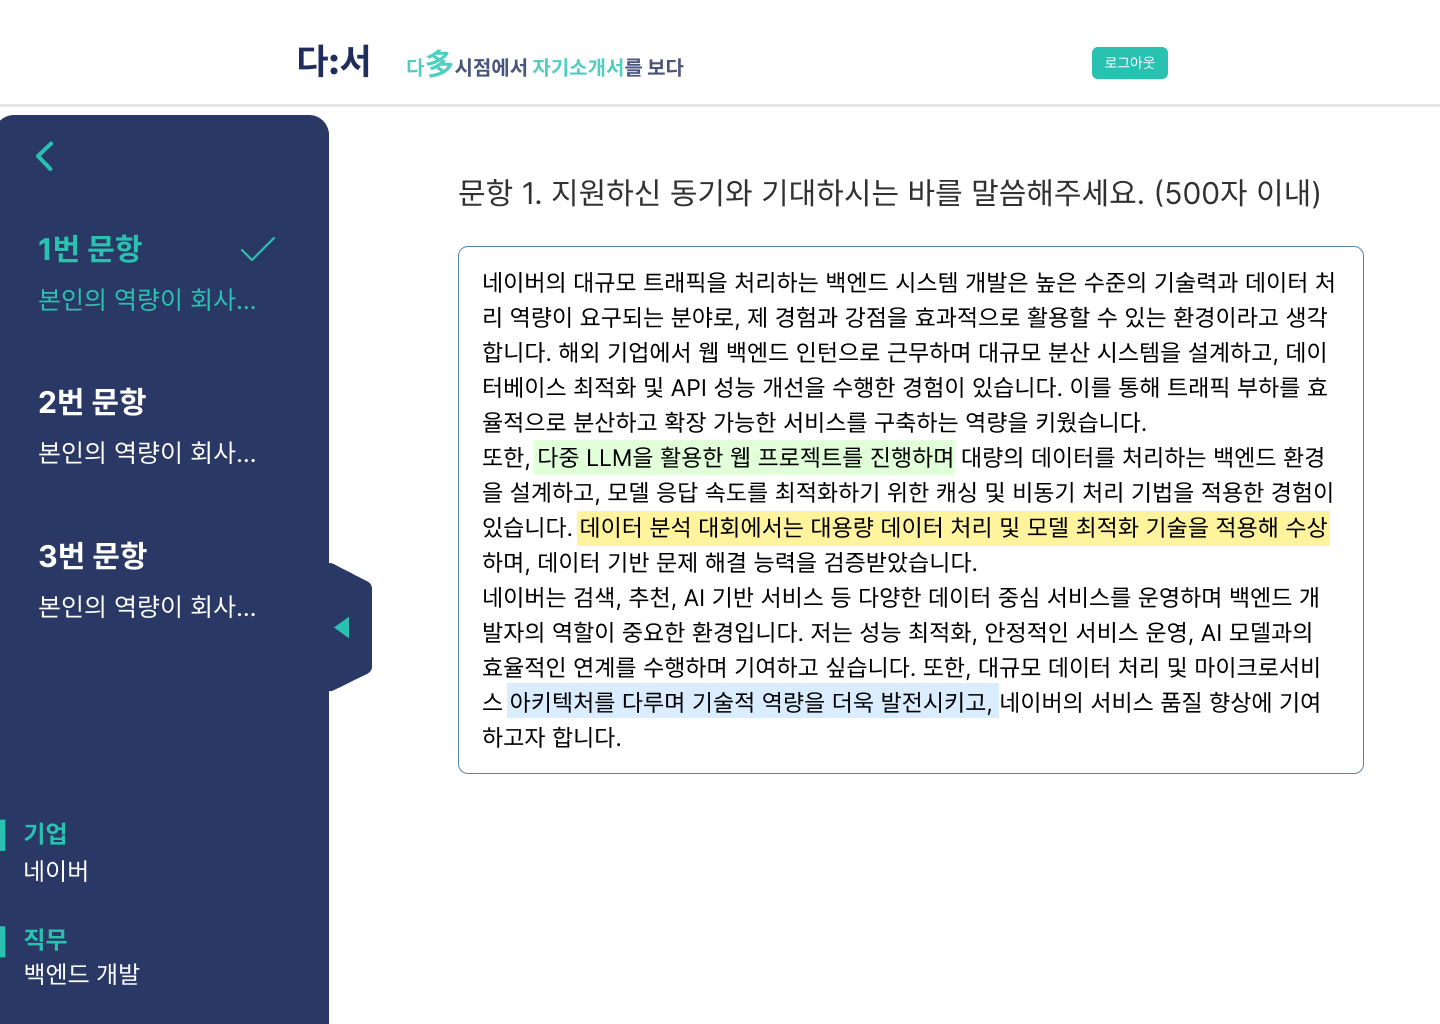 다:서
다多시점에서 자기소개서를 보다
로그아웃
1번 문항
본인의 역량이 회사...
2번 문항
본인의 역량이 회사...
3번 문항
본인의 역량이 회사...
기업
네이버
직무
백엔드 개발
문항 1. 지원하신 동기와 기대하시는 바를 말씀해주세요. (500자 이내)
네이버의 대규모 트래픽을 처리하는 백엔드 시스템 개발은 높은 수준의 기술력과 데이터 처
리 역량이 요구되는 분야로, 제 경험과 강점을 효과적으로 활용할 수 있는 환경이라고 생각
합니다. 해외 기업에서 웹 백엔드 인턴으로 근무하며 대규모 분산 시스템을 설계하고, 데이
터베이스 최적화 및 API 성능 개선을 수행한 경험이 있습니다. 이를 통해 트래픽 부하를 효
율적으로 분산하고 확장 가능한 서비스를 구축하는 역량을 키웠습니다.
또한, 다중 LLM을 활용한 웹 프로젝트를 진행하며 대량의 데이터를 처리하는 백엔드 환경
을 설계하고, 모델 응답 속도를 최적화하기 위한 캐싱 및 비동기 처리 기법을 적용한 경험이
있습니다. 데이터 분석 대회에서는 대용량 데이터 처리 및 모델 최적화 기술을 적용해 수상
하며, 데이터 기반 문제 해결 능력을 검증받았습니다.
네이버는 검색, 추천, AI 기반 서비스 등 다양한 데이터 중심 서비스를 운영하며 백엔드 개
발자의 역할이 중요한 환경입니다. 저는 성능 최적화, 안정적인 서비스 운영, AI 모델과의
효율적인 연계를 수행하며 기여하고 싶습니다. 또한, 대규모 데이터 처리 및 마이크로서비
스 아키텍처를 다루며 기술적 역량을 더욱 발전시키고, 네이버의 서비스 품질 향상에 기여
하고자 합니다.